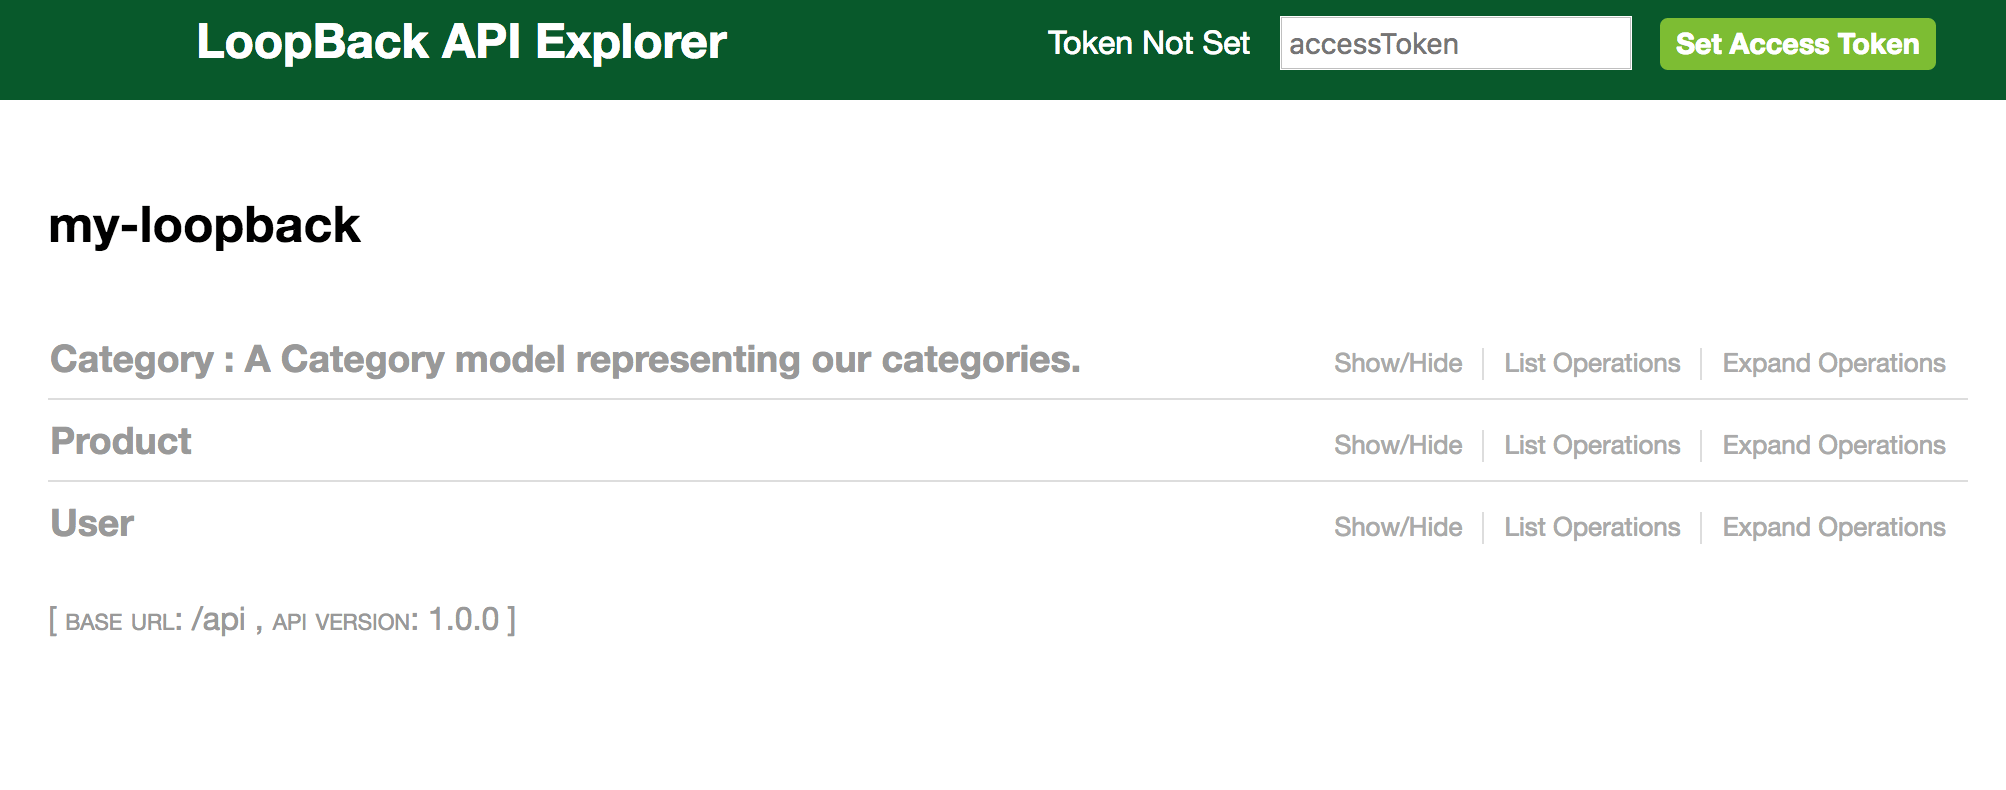 LoopBack API Explorer Token Not Set accessToken Set Access Token
my-loopback
Category : A Category model representing our categories. Show/Hide List Operations Expand Operations
Product Show/Hide List Operations Expand Operations
User Show/Hide List Operations Expand Operations
[ BASE URL: /api , API VERSION: 1.0.0 ]